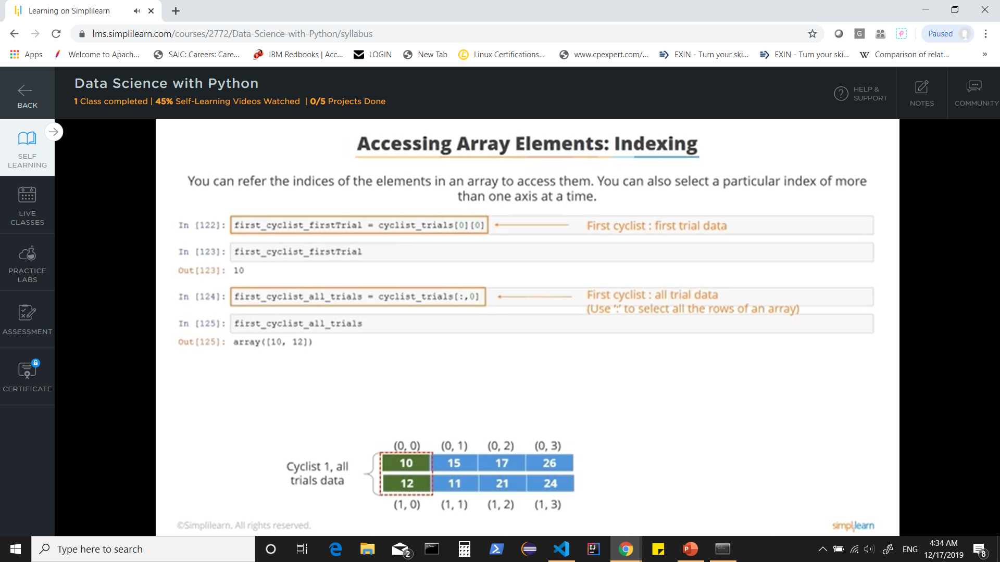 Learning on Simplilearn
lms.simplilearn.com/courses/2772/Data-Science-with-Python/syllabus
Paused
Apps
Welcome to Apach...
SAIC: Careers: Care...
IBM Redbooks | Acc...
LOGIN
New Tab
Linux Certifications...
www.cpexpert.com/...
EXIN - Turn your ski...
EXIN - Turn your ski...
Comparison of relat...
»
BACK
Data Science with Python
1 Class completed | 45% Self-Learning Videos Watched | 0/5 Projects Done
HELP &
SUPPORT
NOTES
COMMUNITY
SELF
LEARNING
LIVE
CLASSES
PRACTICE
LABS
ASSESSMENT
CERTIFICATE
Accessing Array Elements: Indexing
You can refer the indices of the elements in an array to access them. You can also select a particular index of more
than one axis at a time.
In [122]: first_cyclist_firstTrial = cyclist_trials[0][0]
First cyclist : first trial data
In [123]: first_cyclist_firstTrial
Out[123]: 10
In [124]: first_cyclist_all_trials = cyclist_trials[:,0]
First cyclist : all trial data
(Use ‘:’ to select all the rows of an array)
In [125]: first_cyclist_all_trials
Out[125]: array([10, 12])
(0, 0) (0, 1) (0, 2) (0, 3)
Cyclist 1, all
trials data
10 15 17 26
12 11 21 24
(1, 0) (1, 1) (1, 2) (1, 3)
©Simplilearn. All rights reserved.
simplilearn
Type here to search
2
ENG
4:34 AM
12/17/2019
8